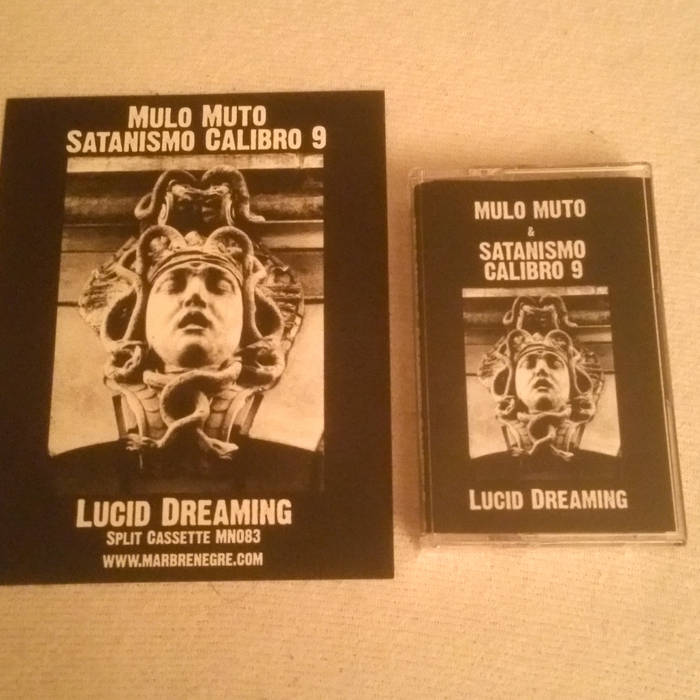 MULO MUTO
SATANISMO CALIBRO 9
LUCID DREAMING
SPLIT CASSETTE MN083
WWW.MARBRENEGRE.COM
MULO MUTO
&
SATANISMO
CALIBRO 9
LUCID DREAMING